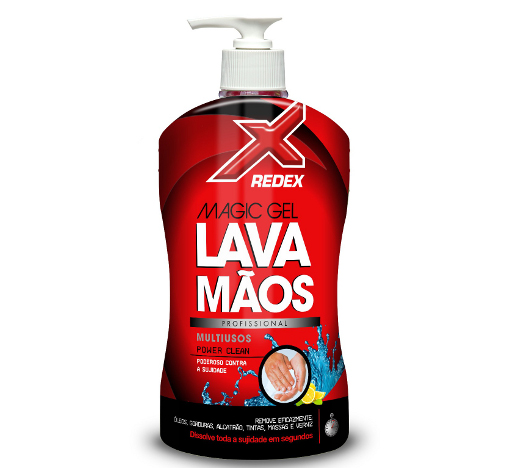 X
REDEX
MAGIC GEL
LAVA
MÃOS
PROFISSIONAL
MULTIUSOS
POWER CLEAN
PODEROSO CONTRA
A SUJIDADE
REMOVE EFICAZMENTE
ÓLEOS, GORDURAS, ALCATRÃO, TINTAS, MASSAS E VERNIZ
Dissolve toda a sujidade em segundos